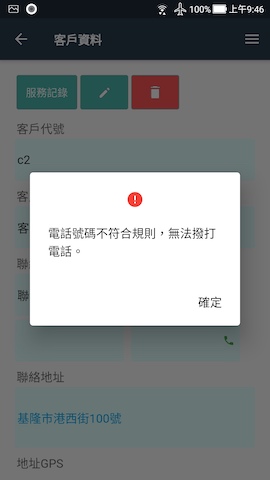 100% 上午9:46
客戶資料
服務記錄
客戶代號
c2
客
客
電話號碼不符合規則，無法撥打
電話。
確定
聯
聯
聯絡地址
基隆市港西街100號
地址GPS